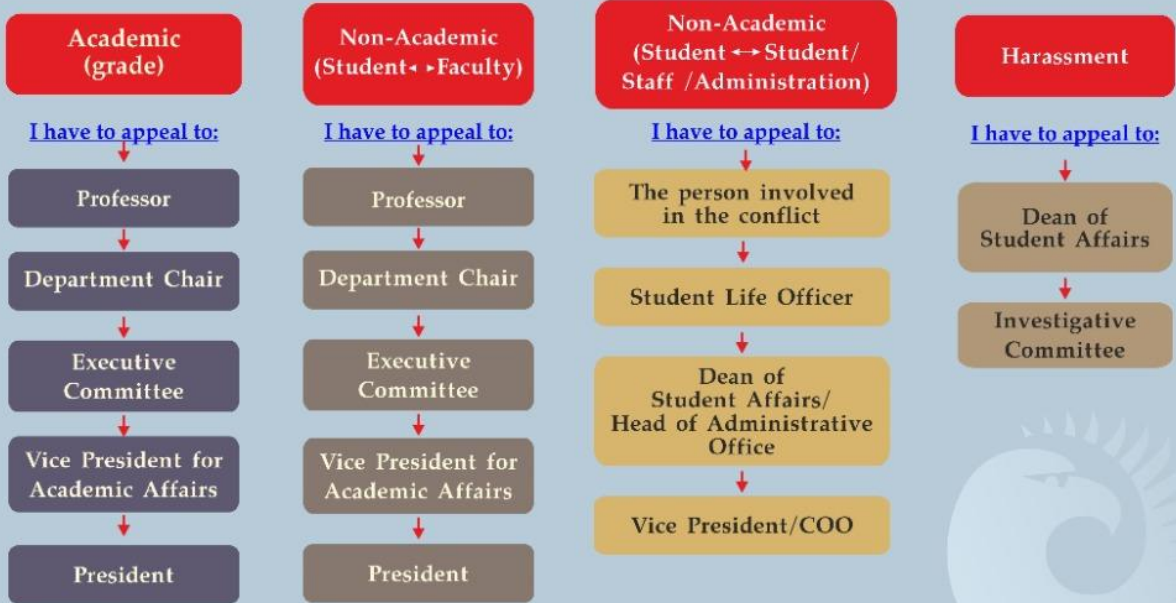 Academic
(grade)
I have to appeal to:
Professor
Department Chair
Executive
Committee
Vice President for
Academic Affairs
President
Non-Academic
(Student◂ ▸Faculty)
I have to appeal to:
Professor
Department Chair
Executive
Committee
Vice President for
Academic Affairs
President
Non-Academic
(Student ↔ Student/
Staff /Administration)
I have to appeal to:
The person involved
in the conflict
Student Life Officer
Dean of
Student Affairs/
Head of Administrative
Office
Vice President/COO
Harassment
I have to appeal to:
Dean of
Student Affairs
Investigative
Committee